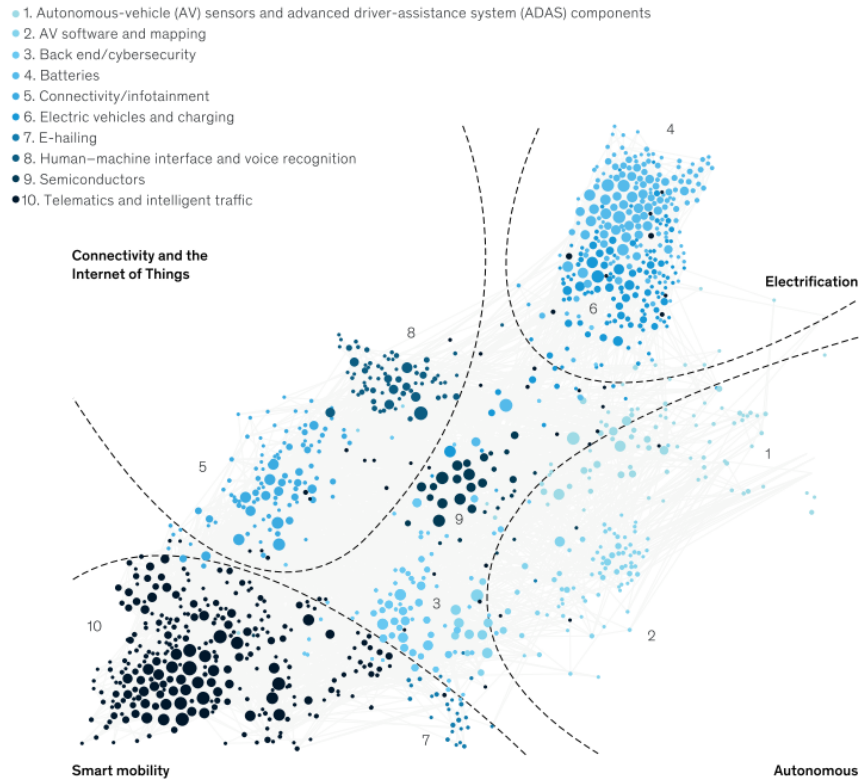 1. Autonomous-vehicle (AV) sensors and advanced driver-assistance system (ADAS) components
2. AV software and mapping
3. Back end/cybersecurity
4. Batteries
5. Connectivity/infotainment
6. Electric vehicles and charging
7. E-hailing
8. Human–machine interface and voice recognition
9. Semiconductors
10. Telematics and intelligent traffic
4
Connectivity and the
Internet of Things
Electrification
6
8
1
5
9
3
10
2
7
Smart mobility
Autonomous